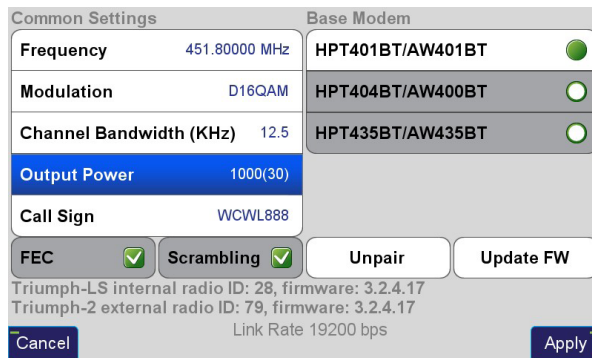 Common Settings
Base Modem
Frequency 451.80000 MHz
HPT401BT/AW401BT
Modulation D16QAM
HPT404BT/AW400BT
Channel Bandwidth (KHz) 12.5
HPT435BT/AW435BT
Output Power 1000(30)
Call Sign WCWL888
FEC
Scrambling
Unpair
Update FW
Triumph-LS internal radio ID: 28, firmware: 3.2.4.17
Triumph-2 external radio ID: 79, firmware: 3.2.4.17
Link Rate 19200 bps
Cancel
Apply